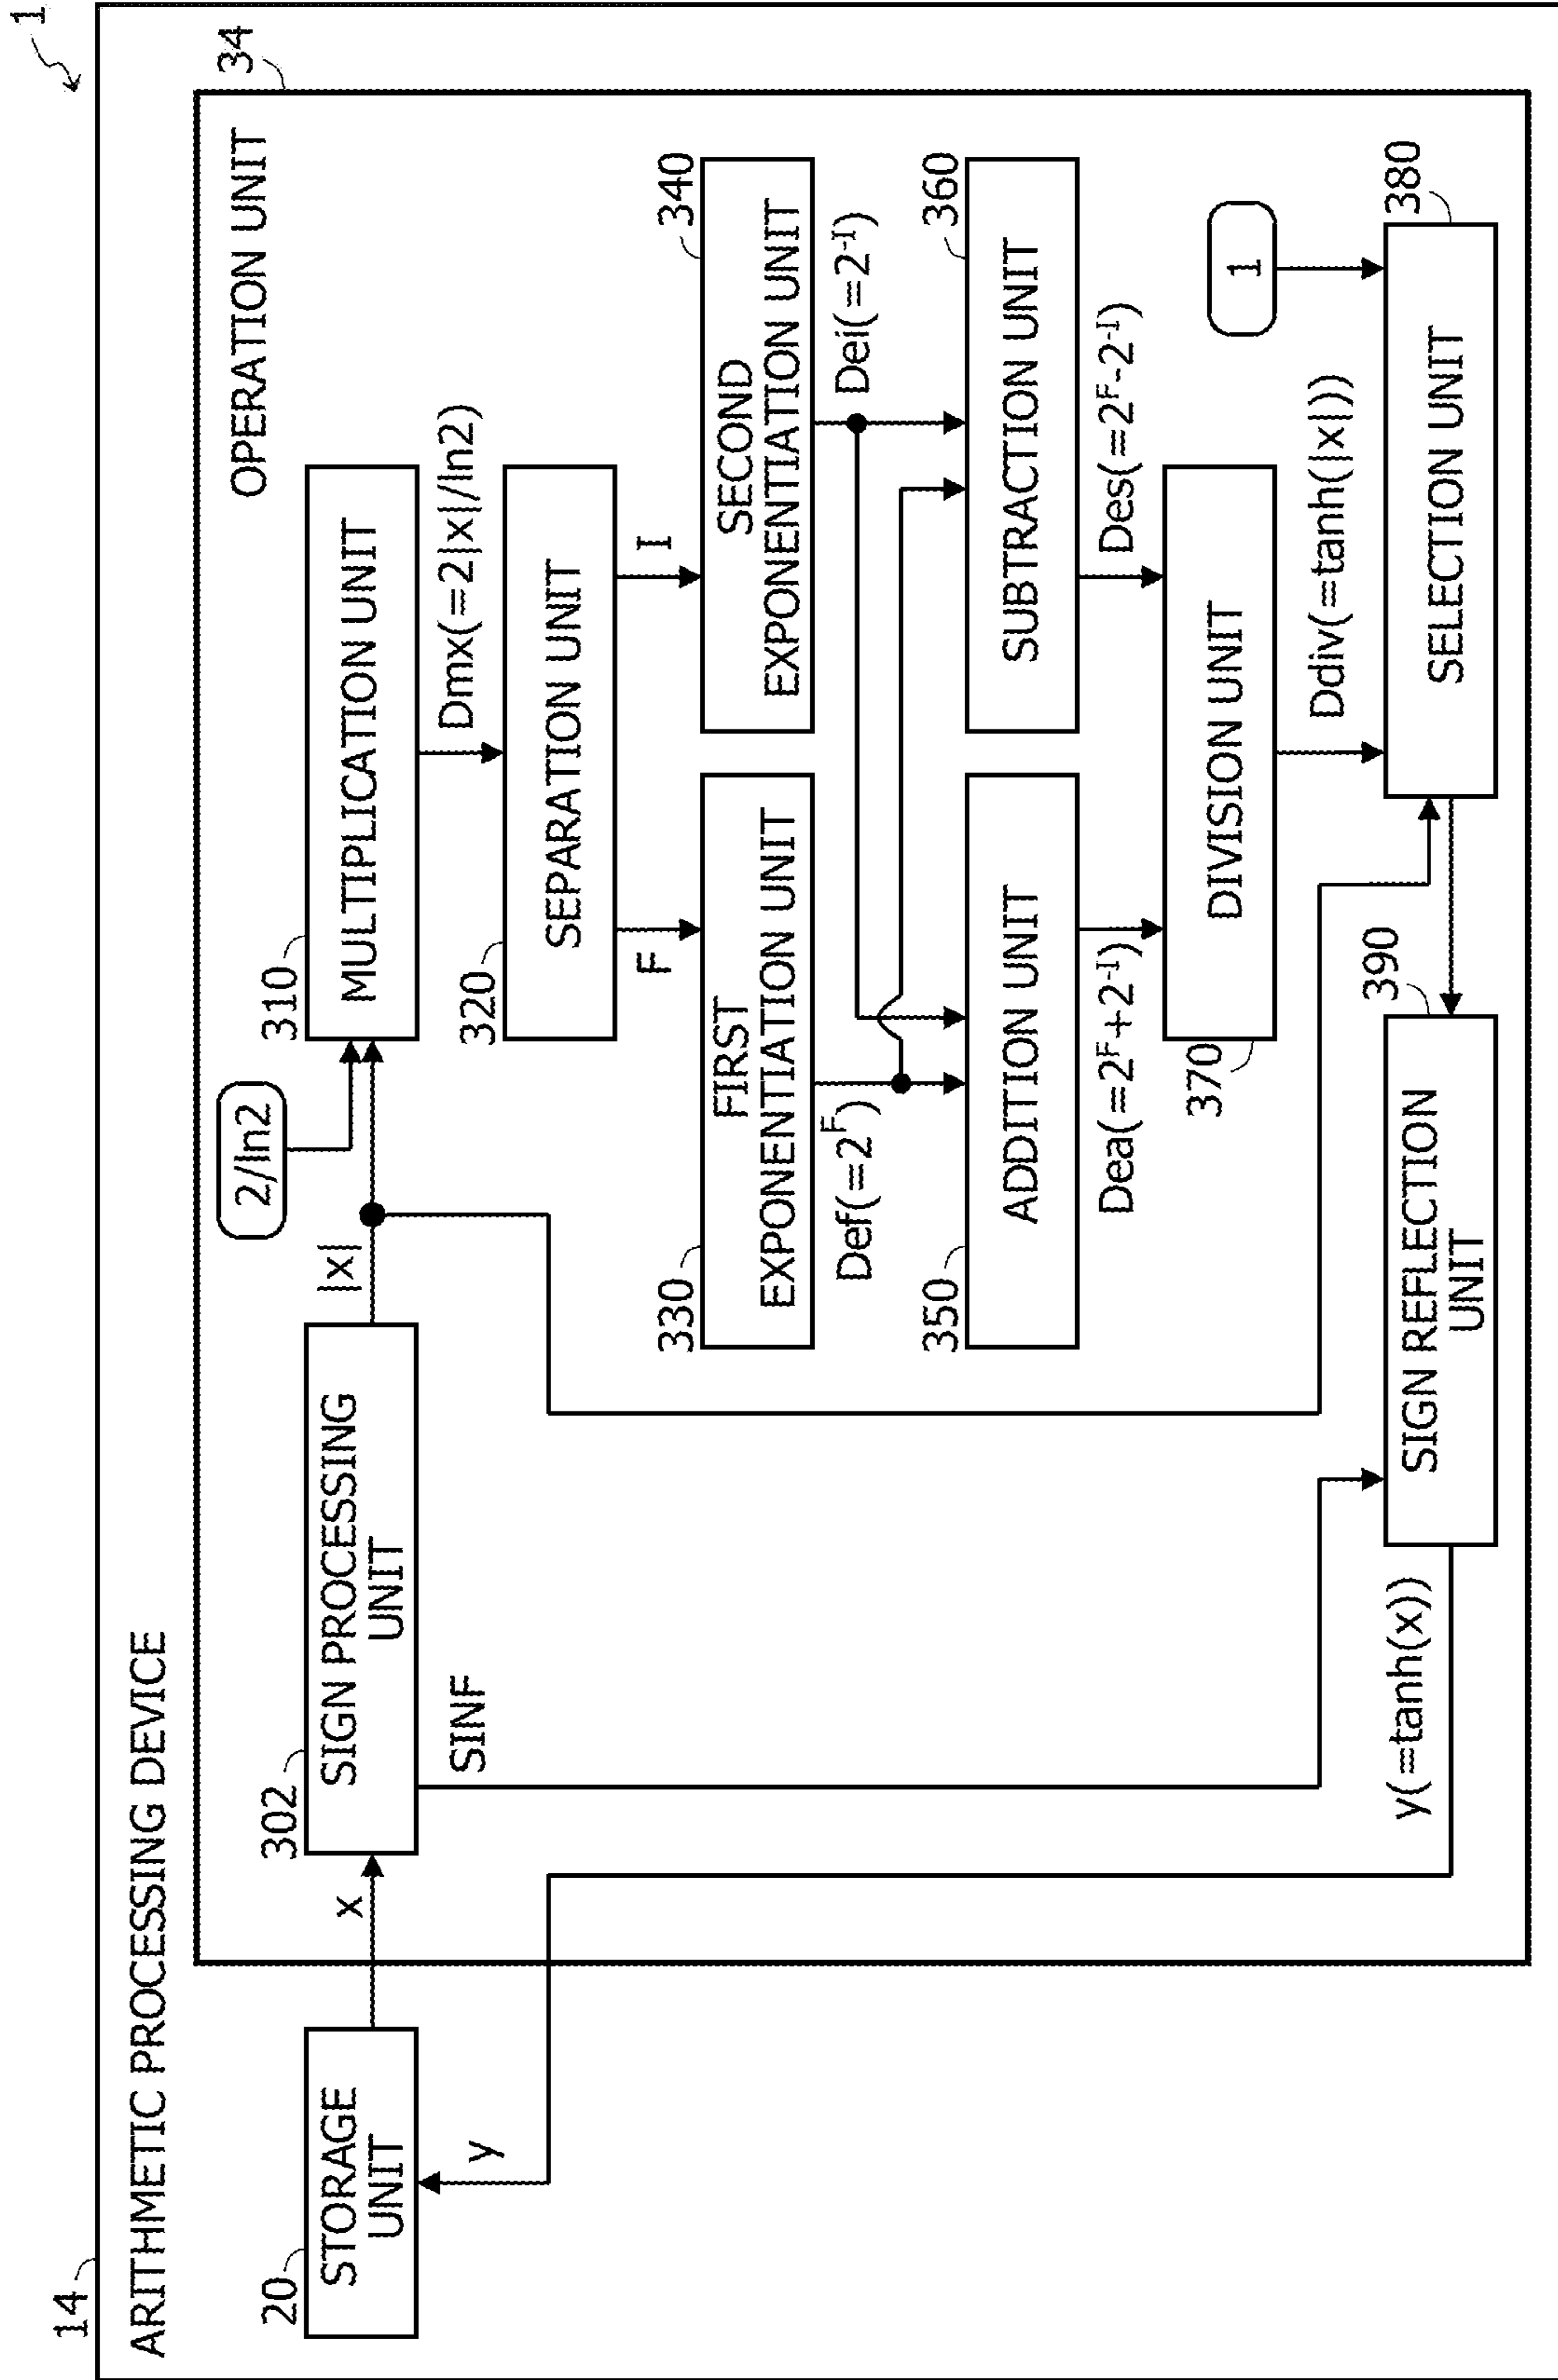 1
14
ARITHMETIC PROCESSING DEVICE
34
OPERATION UNIT
20
STORAGE
UNIT
x
y
302
SIGN PROCESSING
UNIT
SINF
|x|
2/ln2
310
MULTIPLICATION UNIT
Dmx(=2|x|/ln2)
320
SEPARATION UNIT
F
I
330
FIRST
EXPONENTIATION UNIT
Def(=2^F)
340
SECOND
EXPONENTIATION UNIT
Dei(=2^-I)
350
ADDITION UNIT
Dea(=2^F+2^-I)
360
SUBTRACTION UNIT
Des(=2^F-2^-I)
370
DIVISION UNIT
Ddiv(=tanh(|x|))
1
380
SELECTION UNIT
390
SIGN REFLECTION
UNIT
y(=tanh(x))